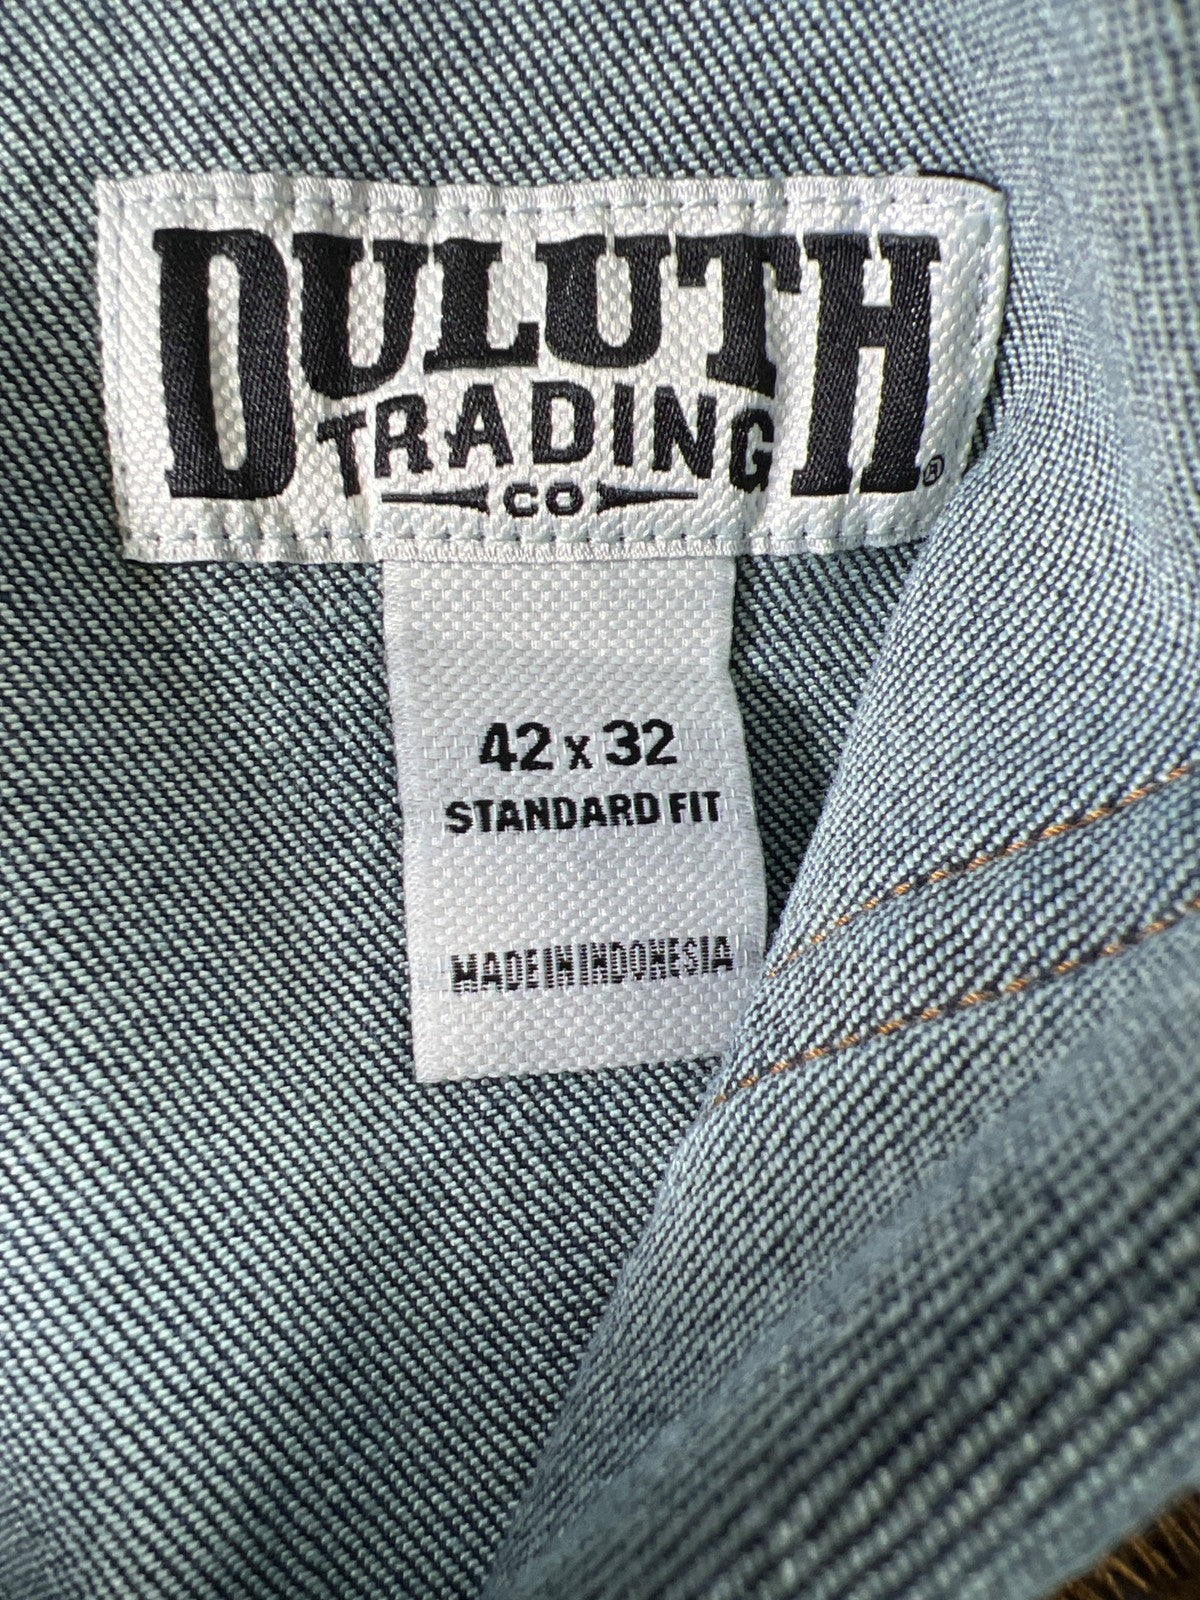 DULUTH
TRADING
CO
®
42 x 32
STANDARD FIT
MADE IN INDONESIA